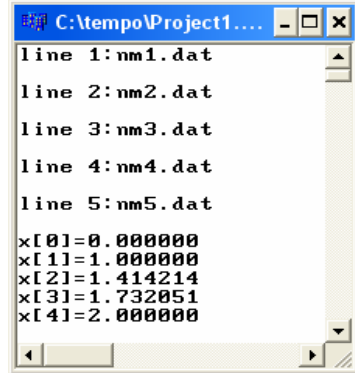 C:\tempo\Project1....
line 1:nm1.dat
line 2:nm2.dat
line 3:nm3.dat
line 4:nm4.dat
line 5:nm5.dat
x[0]=0.000000
x[1]=1.000000
x[2]=1.414214
x[3]=1.732051
x[4]=2.000000